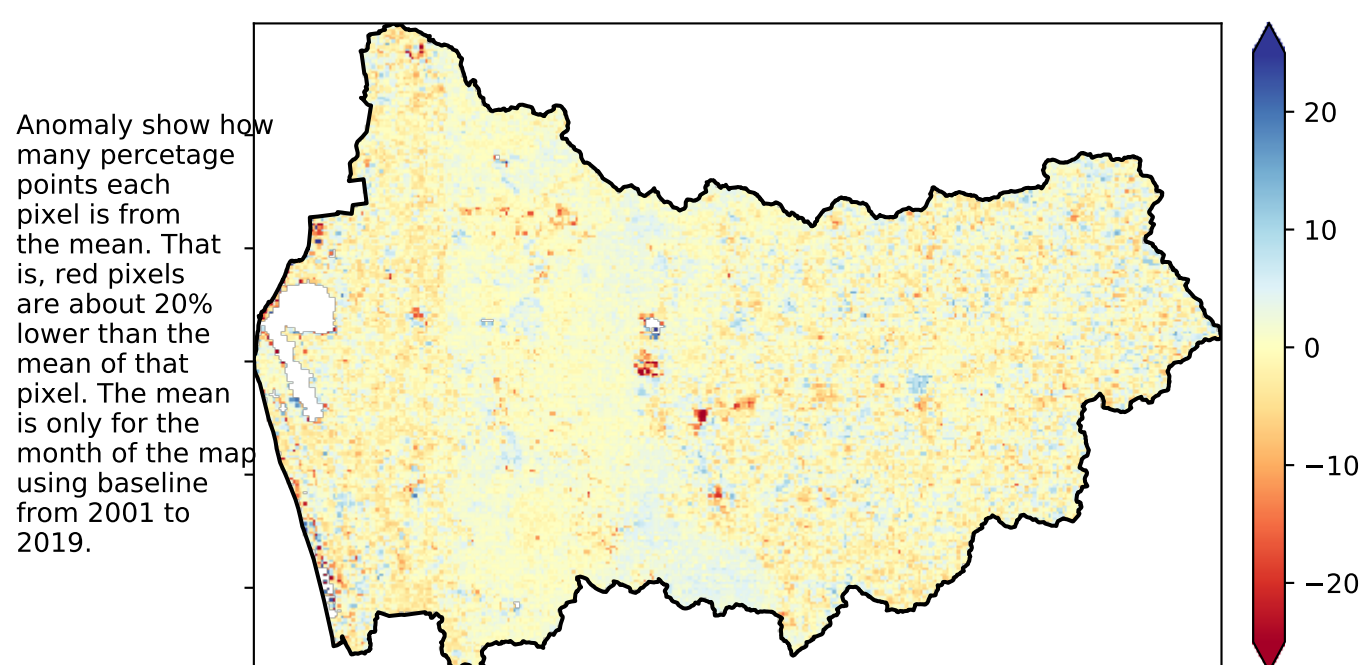 Anomaly show how
many percetage
points each
pixel is from
the mean. That
is, red pixels
are about 20%
lower than the
mean of that
pixel. The mean
is only for the
month of the map
using baseline
from 2001 to
2019.
20
10
0
−10
−20